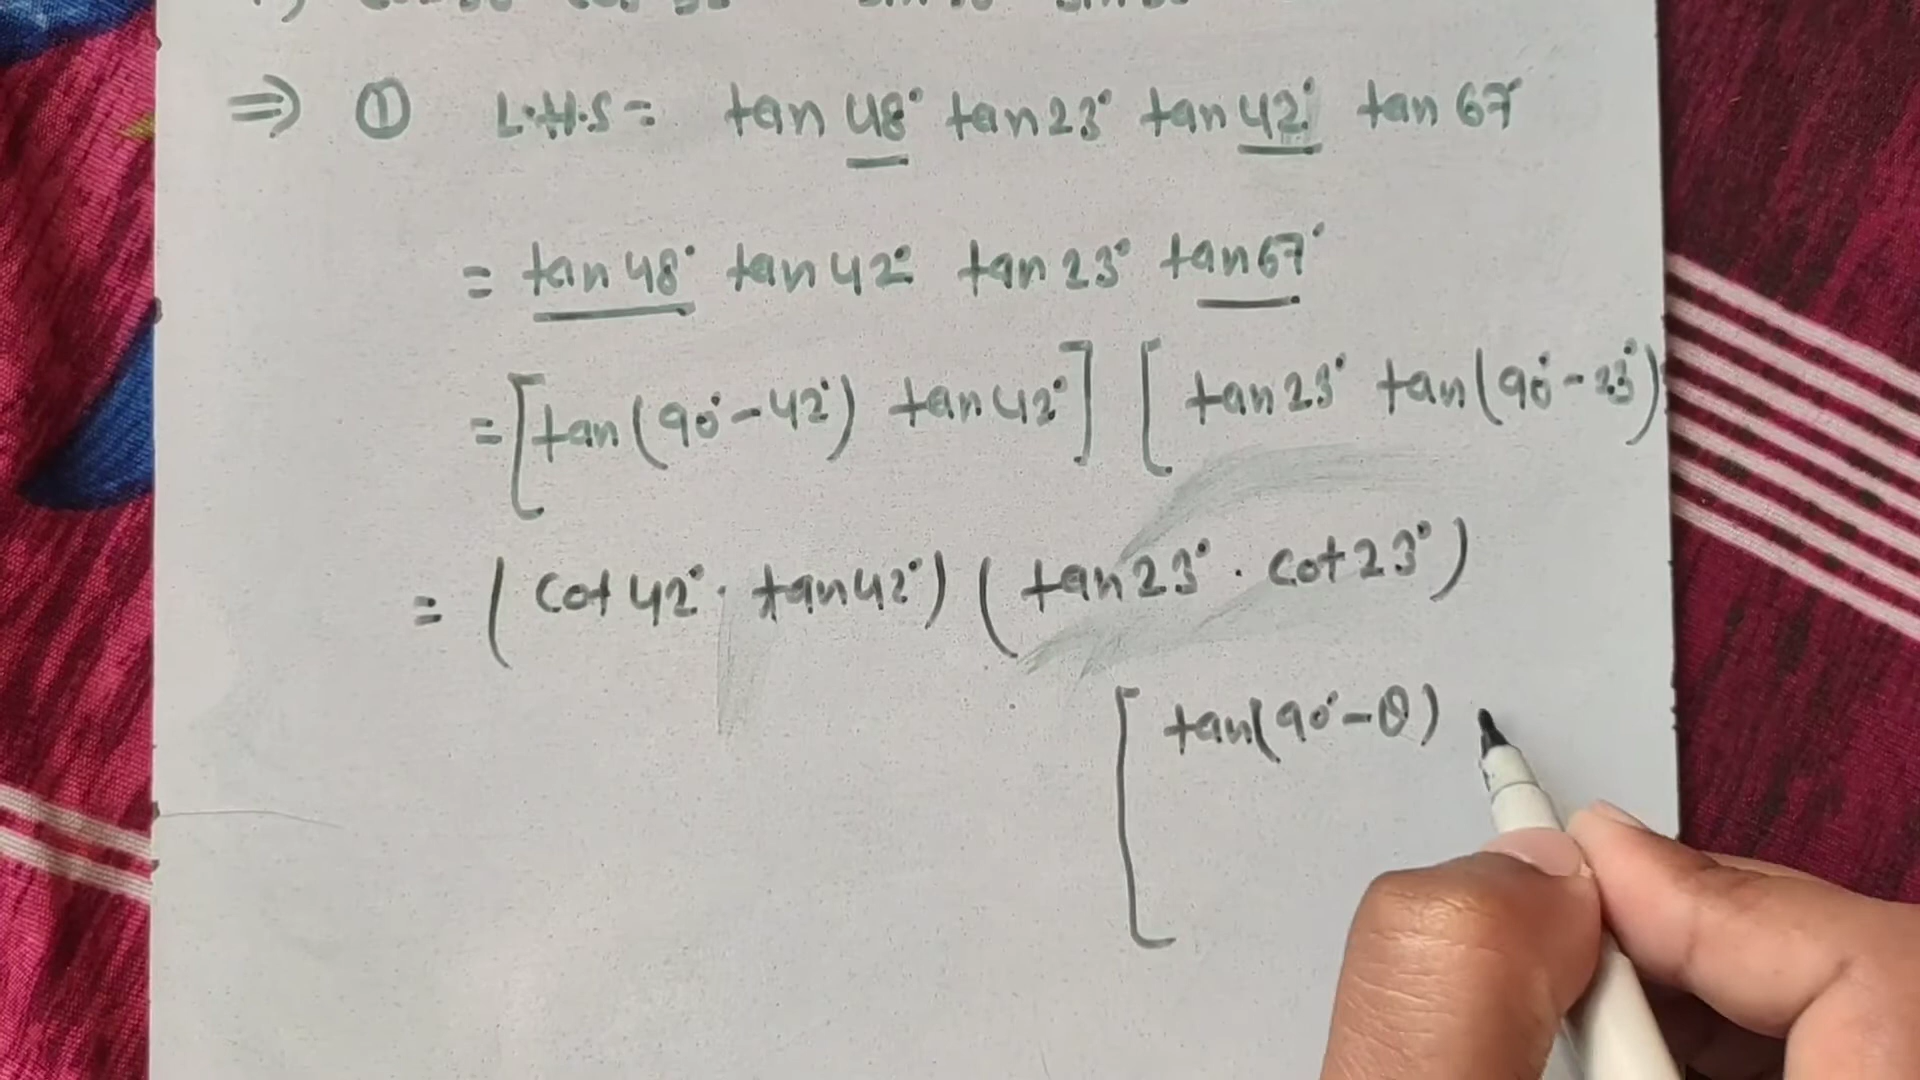 ⇒ ① L.H.S = tan 48° tan 23° tan 42° tan 67°
= tan 48° tan 42° tan 23° tan 67°
= [tan (90° - 42°) tan 42°] [tan 23° tan (90° - 23°)
= (cot 42° . tan 42°) (tan 23° . cot 23°)
[tan (90° - θ)